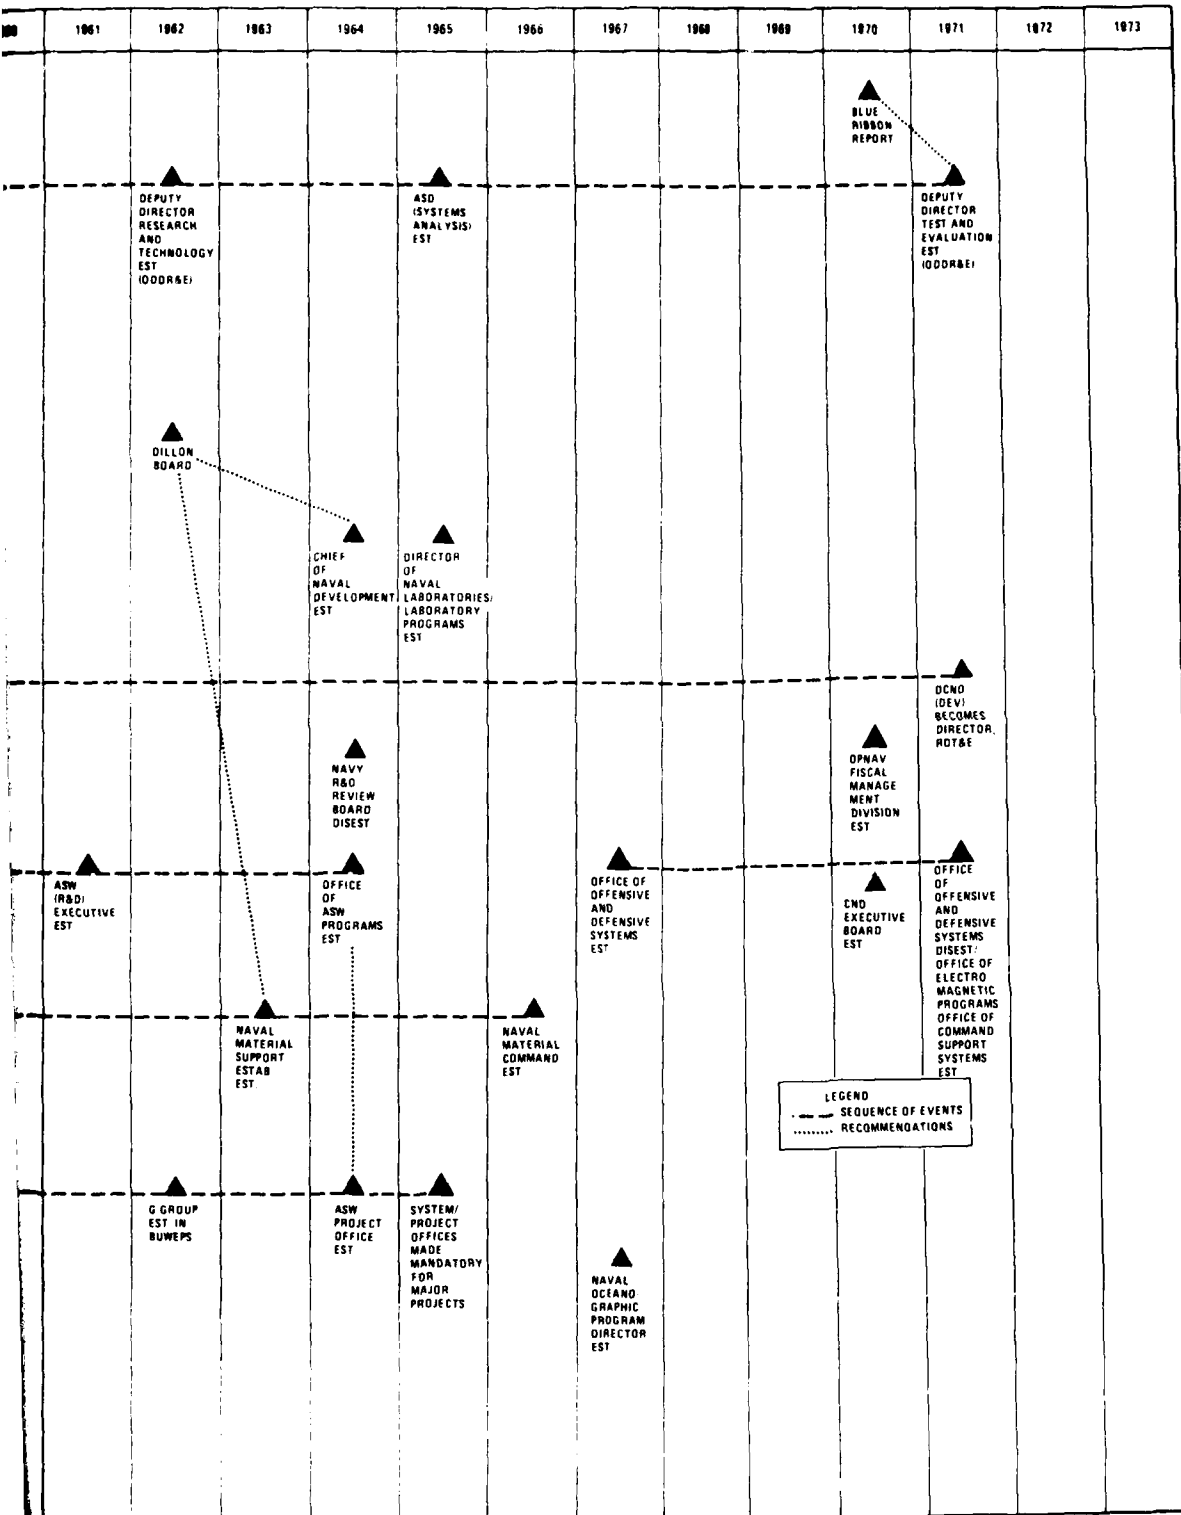 1961 1962 1963 1964 1965 1966 1967 1968 1969 1970 1971 1972 1973
BLUE
RIBBON
REPORT
DEPUTY
DIRECTOR
RESEARCH
AND
TECHNOLOGY
EST
(ODDR&E)
ASD
(SYSTEMS
ANALYSIS)
EST
DEPUTY
DIRECTOR
TEST AND
EVALUATION
EST
(ODDR&E)
DILLON
BOARD
CHIEF
OF
NAVAL
DEVELOPMENT
EST
DIRECTOR
OF
NAVAL
LABORATORIES/
LABORATORY
PROGRAMS
EST
DCNO
(DEV)
BECOMES
DIRECTOR,
RDT&E
NAVY
R&D
REVIEW
BOARD
DISEST
OPNAV
FISCAL
MANAGE
MENT
DIVISION
EST
ASW
(R&D)
EXECUTIVE
EST
OFFICE
OF
ASW
PROGRAMS
EST
OFFICE OF
OFFENSIVE
AND
DEFENSIVE
SYSTEMS
EST
CNO
EXECUTIVE
BOARD
EST
OFFICE
OF
OFFENSIVE
AND
DEFENSIVE
SYSTEMS
DISEST/
OFFICE OF
ELECTRO
MAGNETIC
PROGRAMS
OFFICE OF
COMMAND
SUPPORT
SYSTEMS
EST
NAVAL
MATERIAL
SUPPORT
ESTAB
EST.
NAVAL
MATERIAL
COMMAND
EST
LEGEND
SEQUENCE OF EVENTS
RECOMMENDATIONS
G GROUP
EST IN
BUWEPS
ASW
PROJECT
OFFICE
EST
SYSTEM/
PROJECT
OFFICES
MADE
MANDATORY
FOR
MAJOR
PROJECTS
NAVAL
OCEANO
GRAPHIC
PROGRAM
DIRECTOR
EST